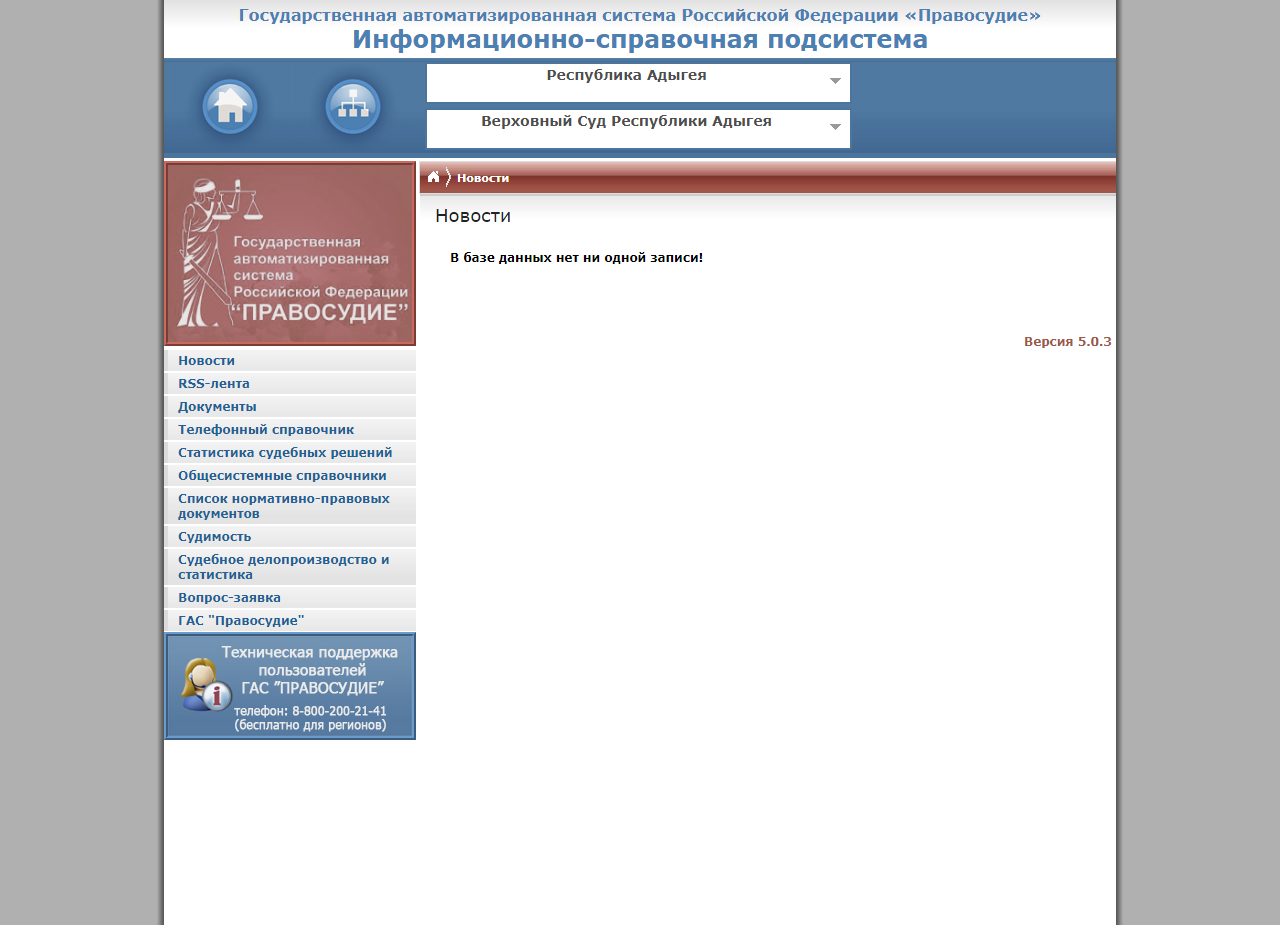 Государственная автоматизированная система Российской Федерации «Правосудие»
Информационно-справочная подсистема
Республика Адыгея
Верховный Суд Республики Адыгея
Государственная
автоматизированная
система
Российской Федерации
“ПРАВОСУДИЕ”
Новости
Новости
В базе данных нет ни одной записи!
Версия 5.0.3
Новости
RSS-лента
Документы
Телефонный справочник
Статистика судебных решений
Общесистемные справочники
Список нормативно-правовых
документов
Судимость
Судебное делопроизводство и
статистика
Вопрос-заявка
ГАС "Правосудие"
Техническая поддержка
пользователей
ГАС ”ПРАВОСУДИЕ”
телефон: 8-800-200-21-41
(бесплатно для регионов)